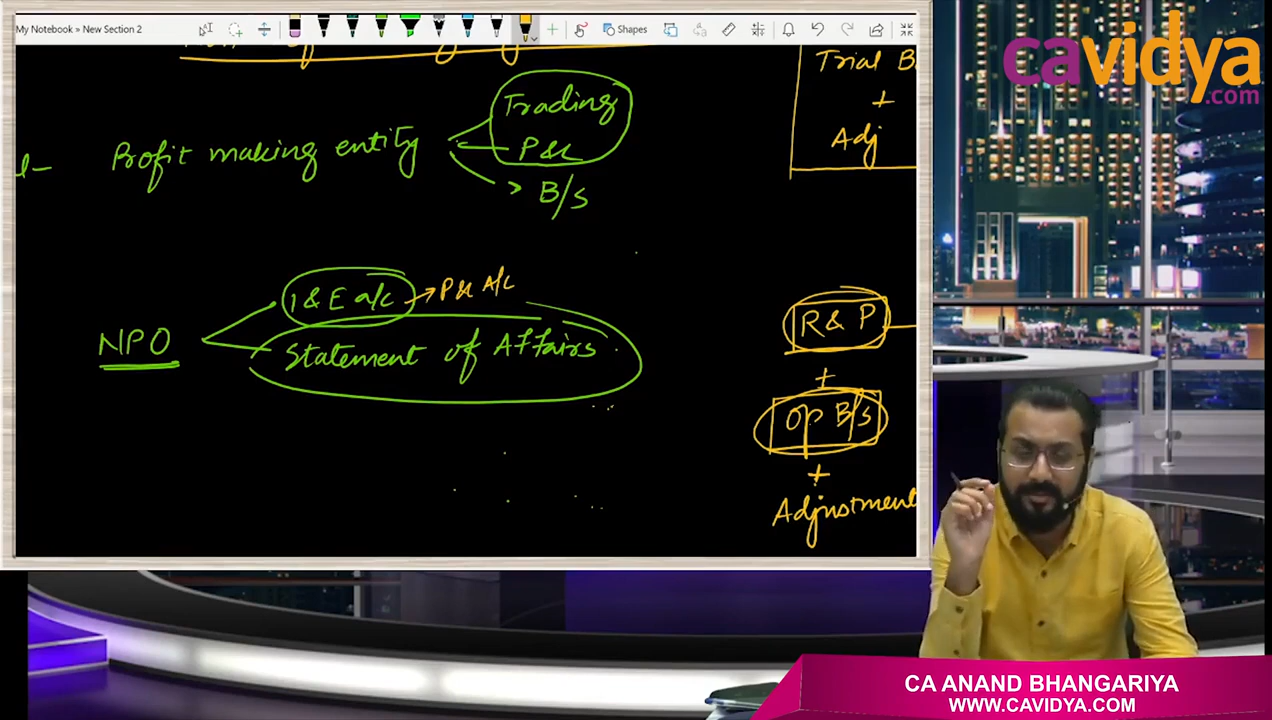 My Notebook » New Section 2
Shapes
Trial B
+
Adj
Trading
Profit making entity
P&L
B/S
I & E a/c → P&L A/c
NPO
Statement of Affairs
R & P
+
Op B/S
+
Adjustment
cavidya
.com
CA ANAND BHANGARIYA
WWW.CAVIDYA.COM